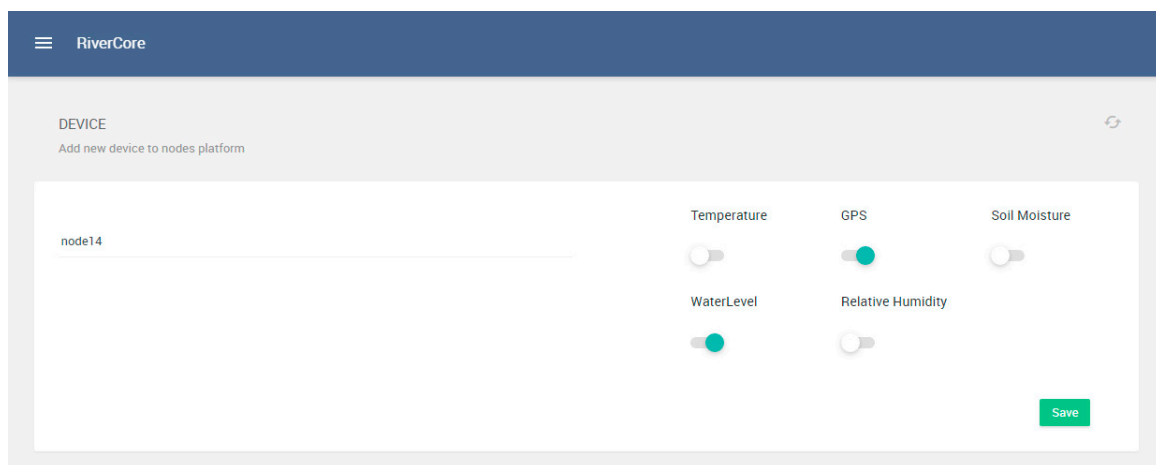 RiverCore
DEVICE
Add new device to nodes platform
node14
Temperature GPS Soil Moisture
WaterLevel Relative Humidity
Save